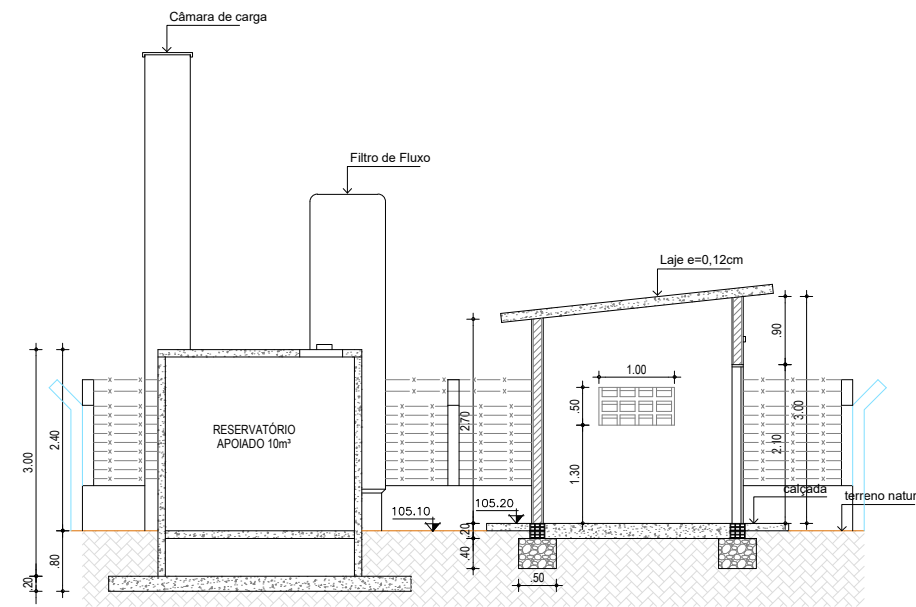 Câmara de carga
Filtro de Fluxo
Laje e=0,12cm
.90
1.00
.50
3.00
2.40
RESERVATÓRIO
APOIADO 10m³
2.70
2.10
3.00
1.30
calçada
terreno natur
105.10
105.20
.20
.40
.80
.50
.20